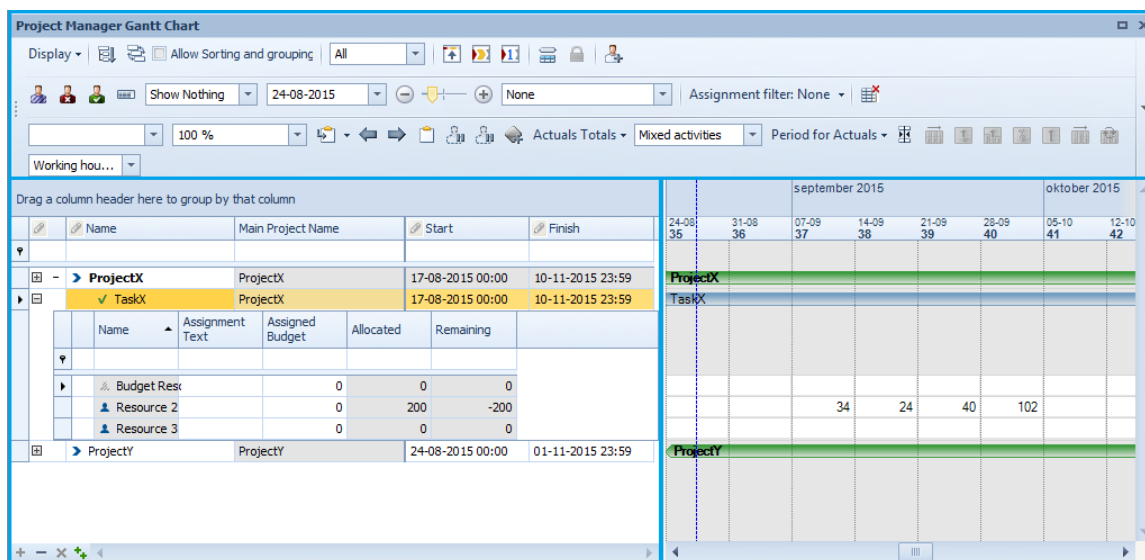 Project Manager Gantt Chart
Display Allow Sorting and grouping All
Show Nothing 24-08-2015 None Assignment filter: None
100 % Actuals Totals Mixed activities Period for Actuals
Working hou...
Drag a column header here to group by that column
september 2015 oktober 2015
Name Main Project Name Start Finish
24-08 31-08 07-09 14-09 21-09 28-09 05-10 12-10
35 36 37 38 39 40 41 42
ProjectX ProjectX 17-08-2015 00:00 10-11-2015 23:59 ProjectX
TaskX ProjectX 17-08-2015 00:00 10-11-2015 23:59 TaskX
Name Assignment Text Assigned Budget Allocated Remaining
Budget Resc 0 0 0
Resource 2 0 200 -200 34 24 40 102
Resource 3 0 0 0
ProjectY ProjectY 24-08-2015 00:00 01-11-2015 23:59 ProjectY